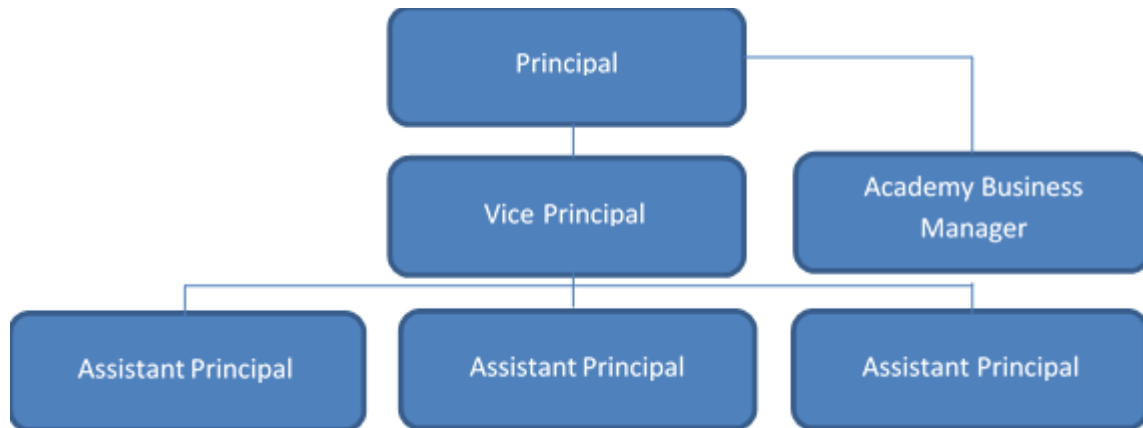 Principal
Vice Principal
Academy Business
Manager
Assistant Principal
Assistant Principal
Assistant Principal